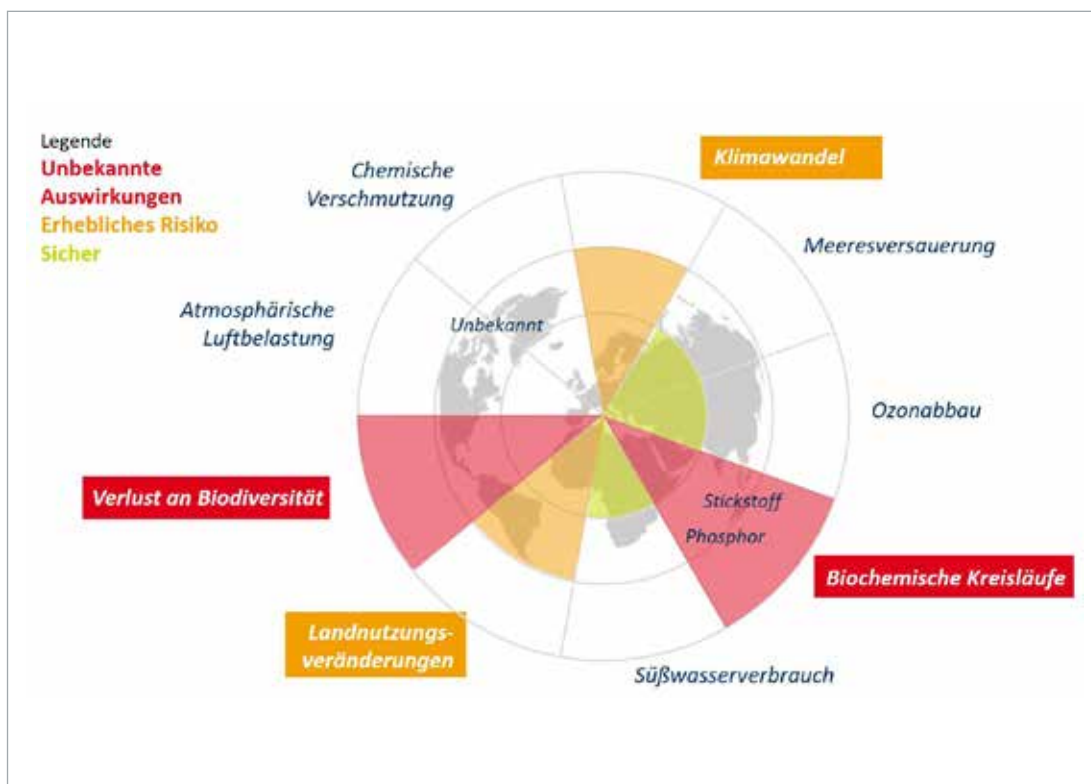 Legende
Unbekannte
Auswirkungen
Erhebliches Risiko
Sicher
Chemische
Verschmutzung
Klimawandel
Meeresversauerung
Atmosphärische
Luftbelastung
Unbekannt
Ozonabbau
Verlust an Biodiversität
Stickstoff
Phosphor
Biochemische Kreisläufe
Landnutzungs-
veränderungen
Süßwasserverbrauch